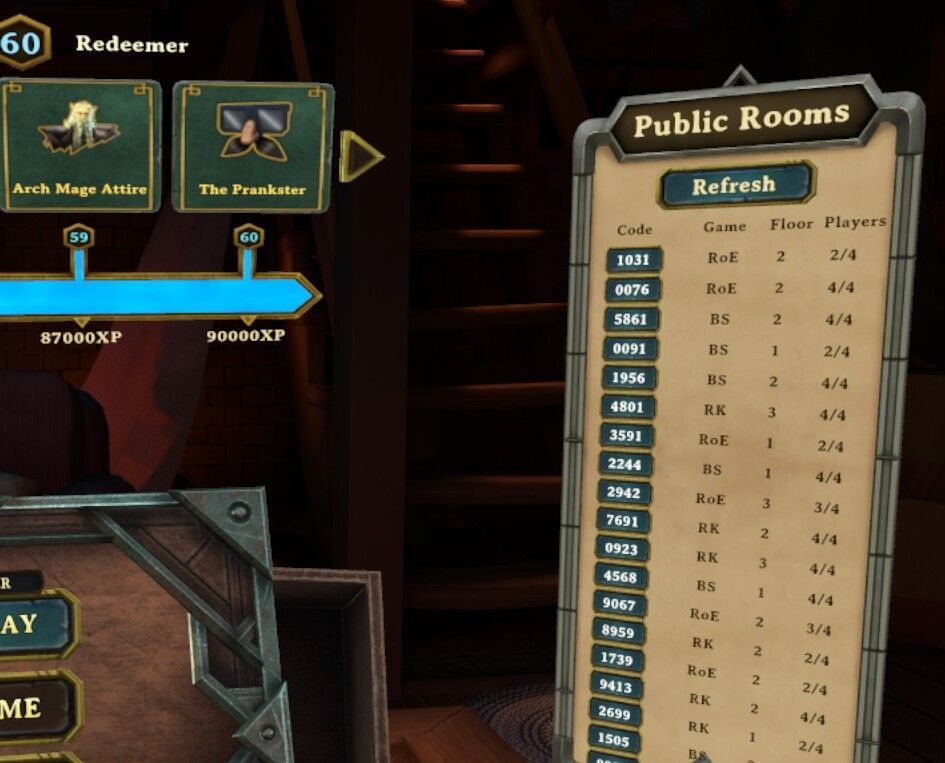 60 Redeemer
Arch Mage Attire
The Prankster
59
60
87000XP
90000XP
R
AY
ME
Public Rooms
Refresh
Code Game Floor Players
1031 RoE 2 2/4
0076 RoE 2 4/4
5861 BS 2 4/4
0091 BS 1 2/4
1956 BS 2 4/4
4801 RK 3 4/4
3591 RoE 1 2/4
2244 BS 1 4/4
2942 RoE 3 3/4
7691 RK 2 4/4
0923 RK 3 4/4
4568 BS 1 4/4
9067 RoE 2 3/4
8959 RK 2 2/4
1739 RoE 2 2/4
9413 RK 2 4/4
2699 RK 1 2/4
1505 BS